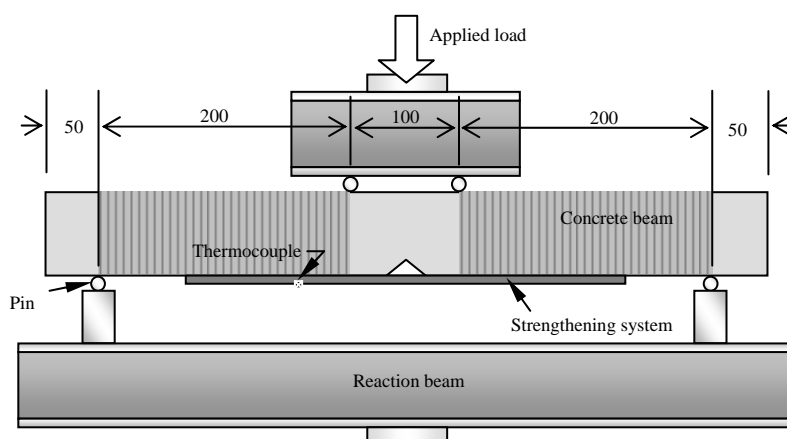 Applied load
200
100
200
50
50
Concrete beam
Thermocouple
Pin
Strengthening system
Reaction beam